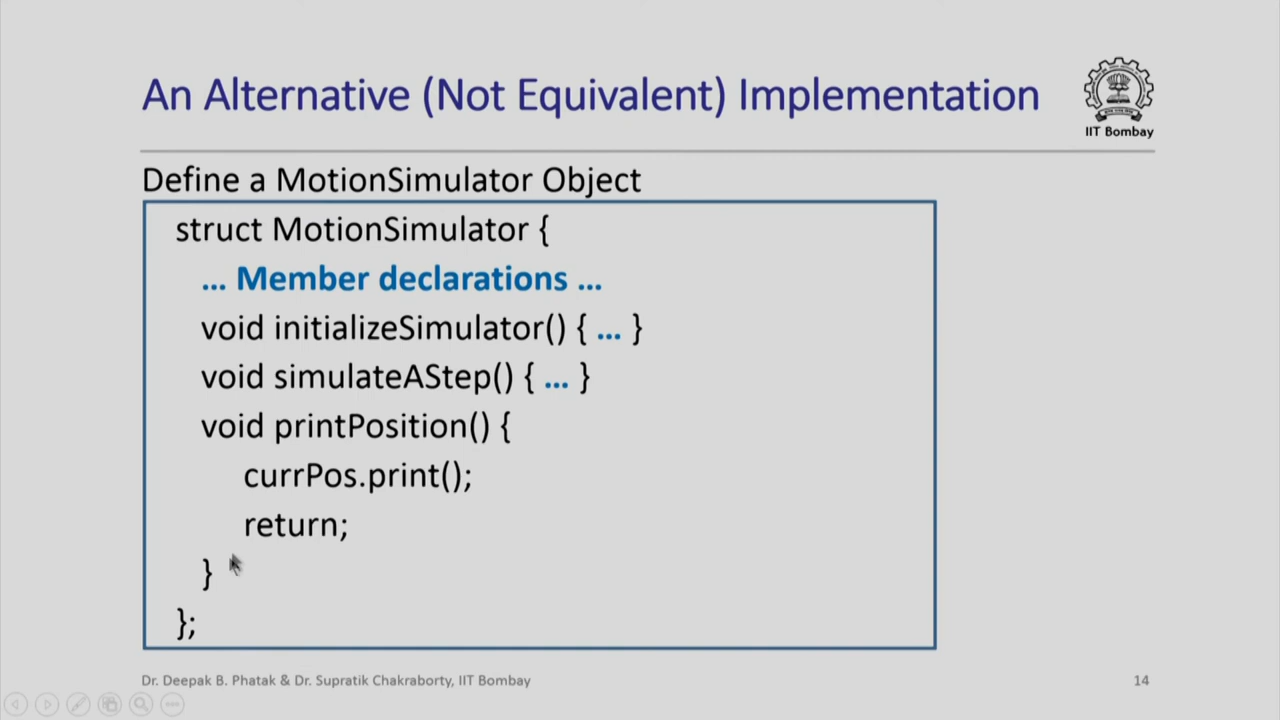 An Alternative (Not Equivalent) Implementation
IIT Bombay
Define a MotionSimulator Object
struct MotionSimulator {
... Member declarations ...
void initializeSimulator() { ... }
void simulateAStep() { ... }
void printPosition() {
currPos.print();
return;
}
};
Dr. Deepak B. Phatak & Dr. Supratik Chakraborty, IIT Bombay
14